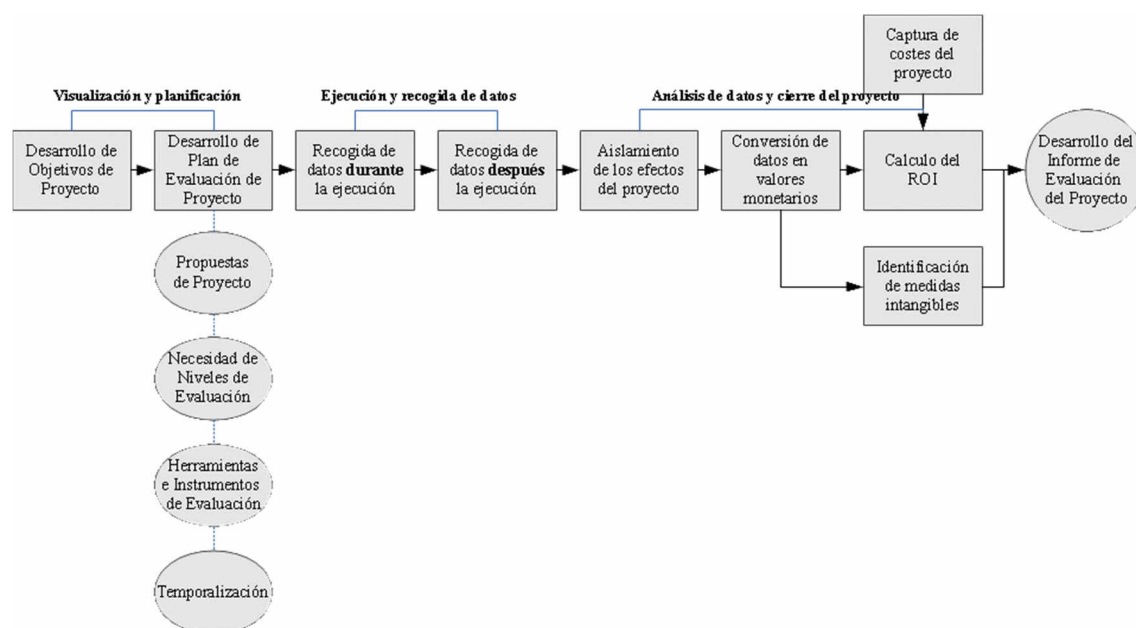 Captura de
costes del
proyecto
Visualización y planificación
Ejecución y recogida de datos
Análisis de datos y cierre del proyecto
Desarrollo de
Objetivos de
Proyecto
Desarrollo de
Plan de
Evaluación de
Proyecto
Recogida de
datos durante
la ejecución
Recogida de
datos después
la ejecución
Aislamiento
de los efectos
del proyecto
Conversión de
datos en
valores
monetarios
Calculo del
ROI
Desarrollo del
Informe de
Evaluación
del Proyecto
Identificación
de medidas
intangibles
Propuestas
de Proyecto
Necesidad de
Niveles de
Evaluación
Herramientas
e Instrumentos
de Evaluación
Temporalización